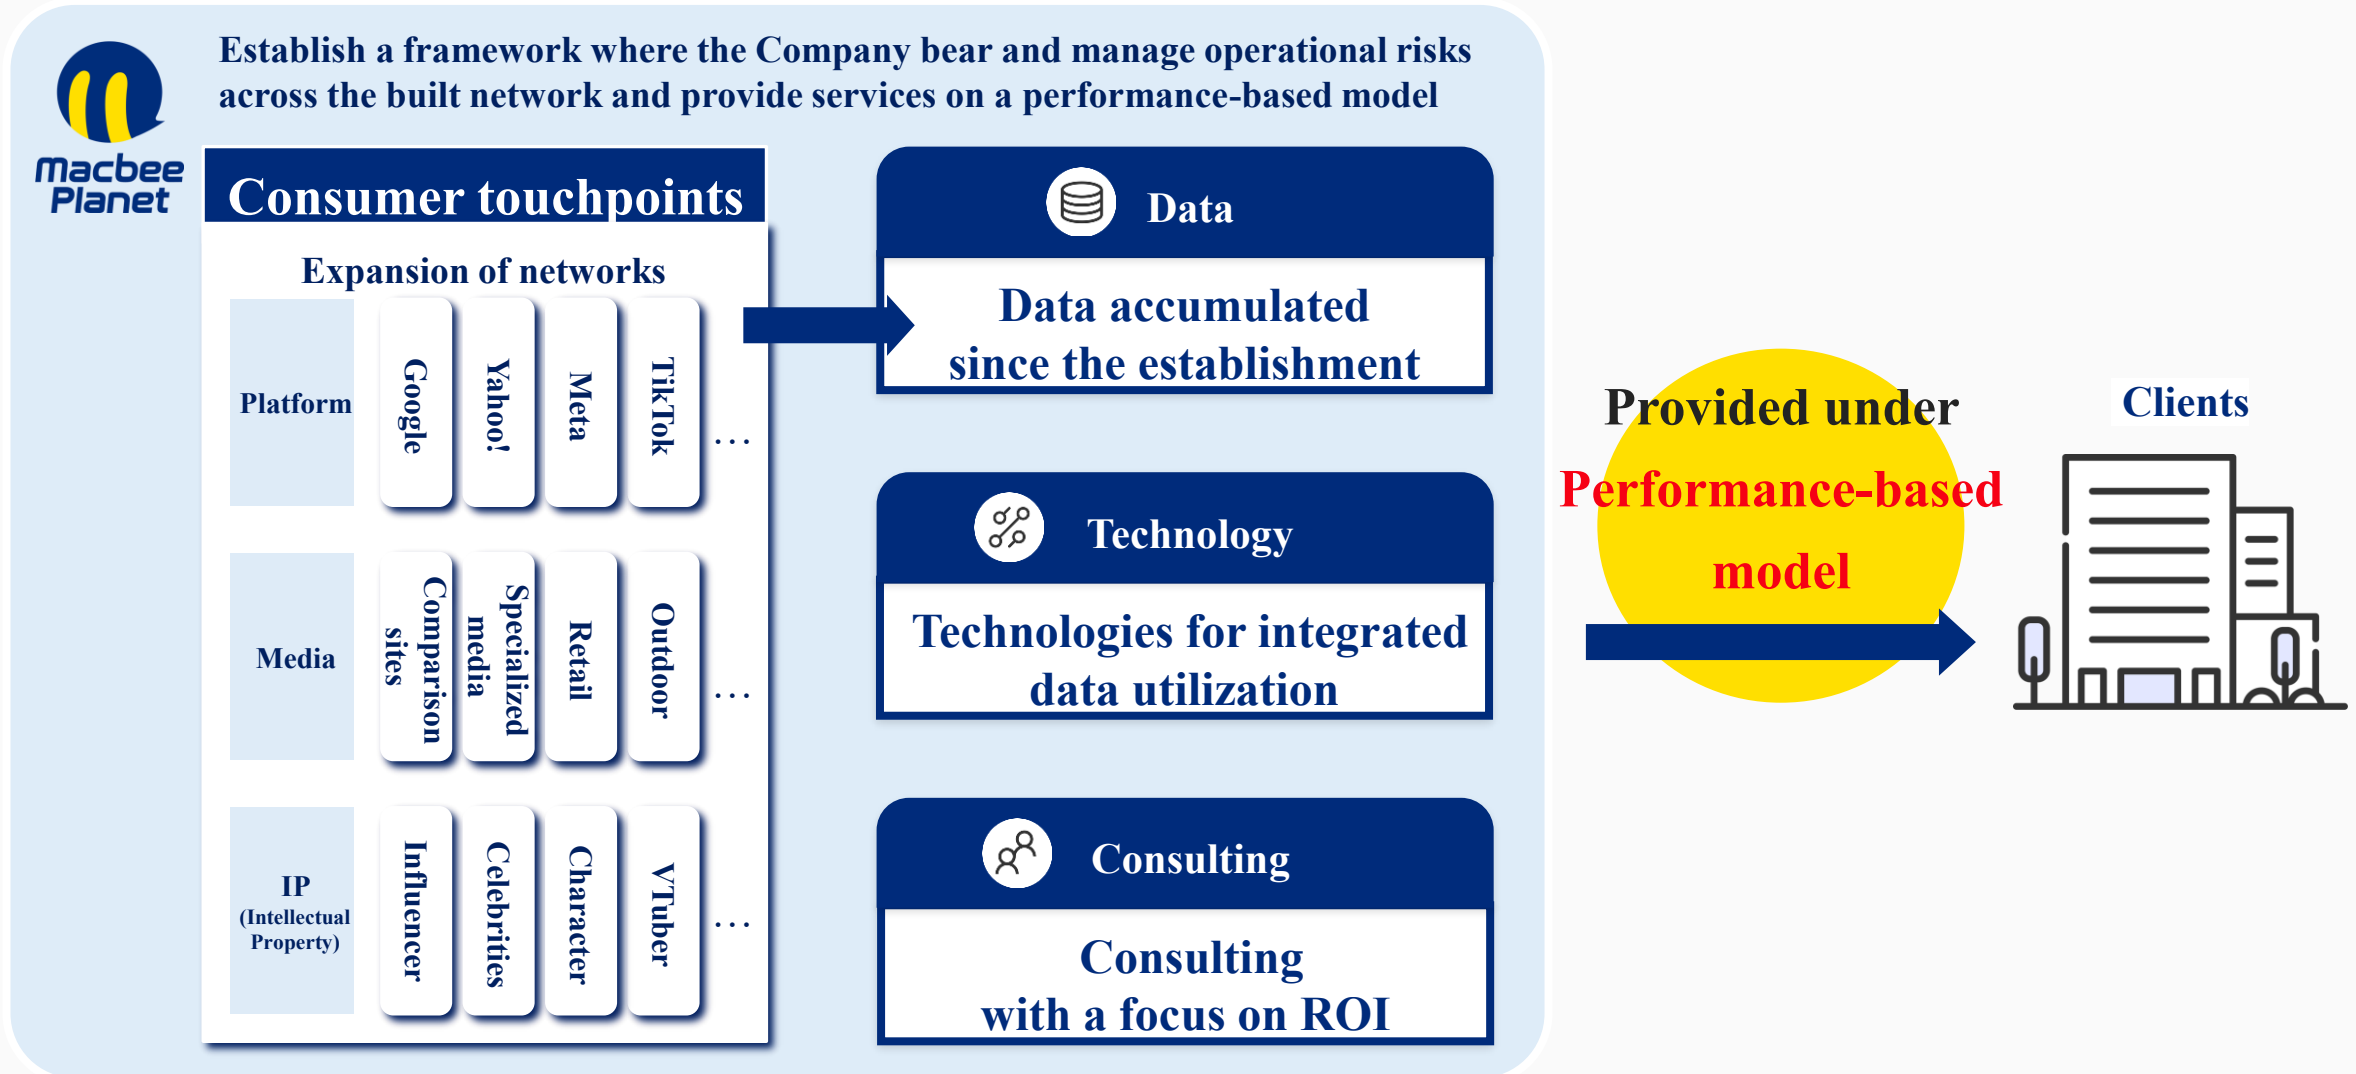 Establish a framework where the Company bear and manage operational risks
across the built network and provide services on a performance-based model
macbee
Planet
Consumer touchpoints
Expansion of networks
Platform
Google
Yahoo!
Meta
TikTok
...
Media
Comparison
sites
Specialized
media
Retail
Outdoor
...
IP
(Intellectual
Property)
Influencer
Celebrities
Character
VTuber
...
Data
Data accumulated
since the establishment
Technology
Technologies for integrated
data utilization
Consulting
Consulting
with a focus on ROI
Provided under
Performance-based
model
Clients